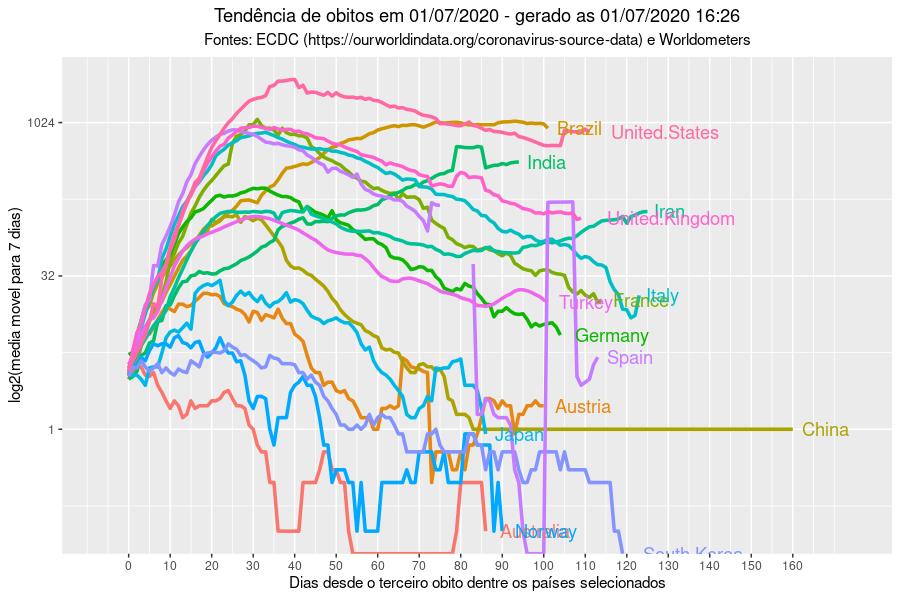 Tendência de obitos em 01/07/2020 - gerado as 01/07/2020 16:26
Fontes: ECDC (https://ourworldindata.org/coronavirus-source-data) e Worldometers
log2(media movel para 7 dias)
1024
32
1
Brazil
United.States
India
Iran
United.Kingdom
Italy
Turkey
France
Germany
Spain
Austria
China
Japan
Australia
Norway
South.Korea
0 10 20 30 40 50 60 70 80 90 100 110 120 130 140 150 160
Dias desde o terceiro obito dentre os países selecionados